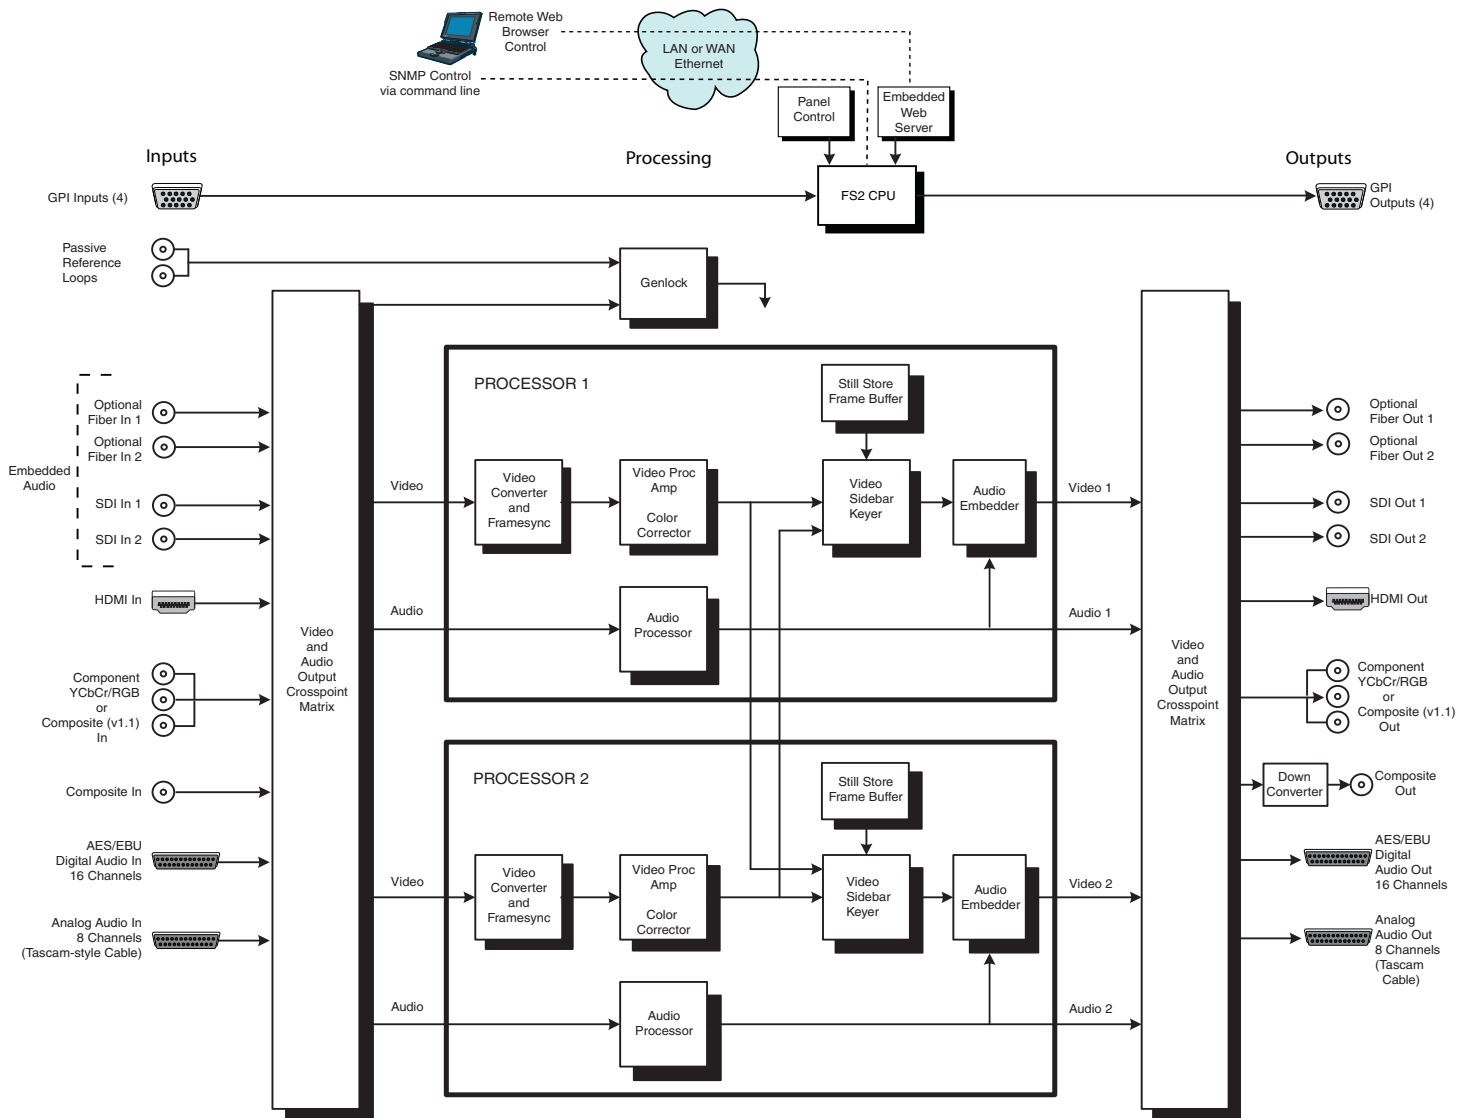 Remote Web
Browser
Control
LAN or WAN
Ethernet
SNMP Control
via command line
Panel
Control
Embedded
Web
Server
Inputs
Processing
Outputs
GPI Inputs (4)
FS2 CPU
GPI
Outputs (4)
Passive
Reference
Loops
Genlock
PROCESSOR 1
Still Store
Frame Buffer
Embedded
Audio
Optional
Fiber In 1
Optional
Fiber In 2
SDI In 1
SDI In 2
HDMI In
Component
YCbCr/RGB
or
Composite (v1.1)
In
Composite In
AES/EBU
Digital Audio In
16 Channels
Analog Audio In
8 Channels
(Tascam-style Cable)
Video
and
Audio
Output
Crosspoint
Matrix
Video
Video
Converter
and
Framesync
Video Proc
Amp
Color
Corrector
Video
Sidebar
Keyer
Audio
Embedder
Video 1
Audio
Audio
Processor
Audio 1
PROCESSOR 2
Still Store
Frame Buffer
Video
Video
Converter
and Framesync
Video Proc
Amp
Color
Corrector
Video
Sidebar
Keyer
Audio
Embedder
Video 2
Audio
Audio
Processor
Audio 2
Video
and
Audio
Output
Crosspoint
Matrix
Optional
Fiber Out 1
Optional
Fiber Out 2
SDI Out 1
SDI Out 2
HDMI Out
Component
YCbCr/RGB
or
Composite (v1.1)
Out
Down
Converter
Composite
Out
AES/EBU
Digital
Audio Out
16 Channels
Analog
Audio Out
8 Channels
(Tascam
Cable)